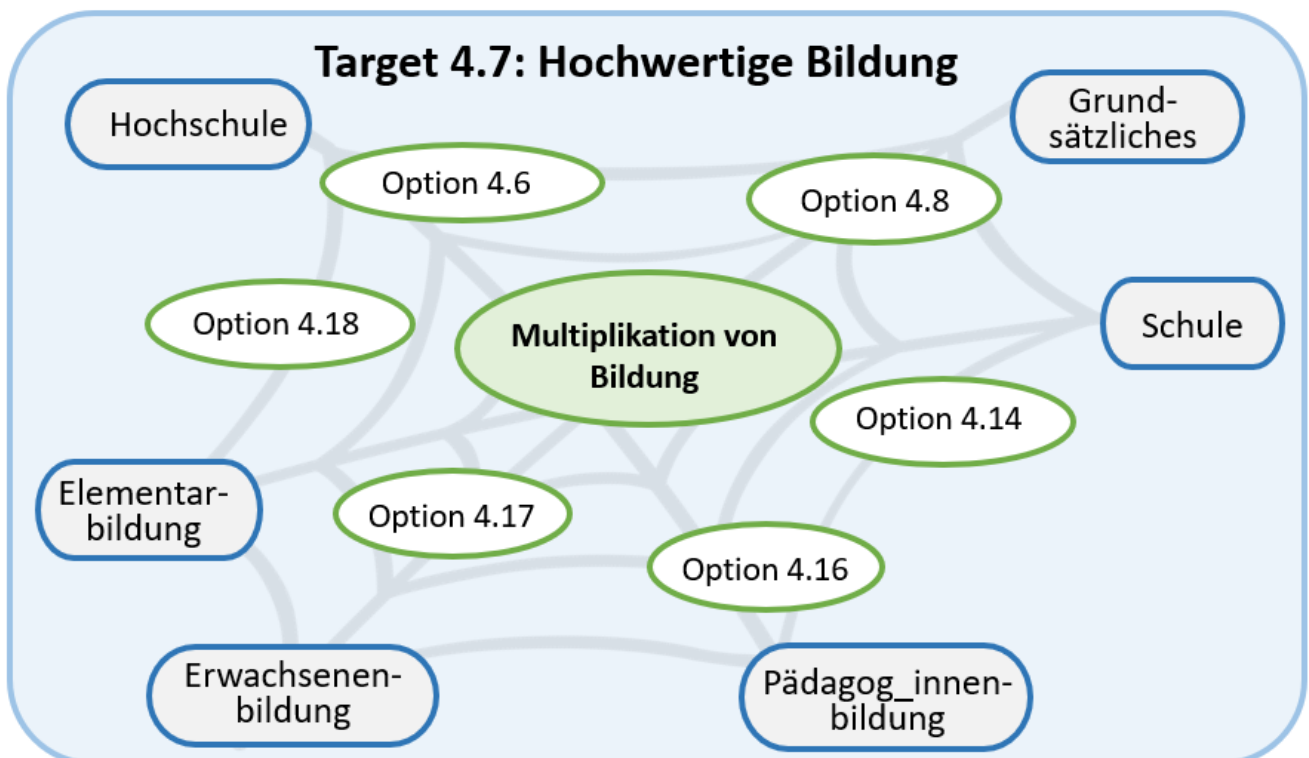 Target 4.7: Hochwertige Bildung
Hochschule
Grund-
sätzliches
Option 4.6
Option 4.8
Option 4.18
Multiplikation von
Bildung
Schule
Option 4.14
Elementar-
bildung
Option 4.17
Option 4.16
Erwachsenen-
bildung
Pädagog_innen-
bildung